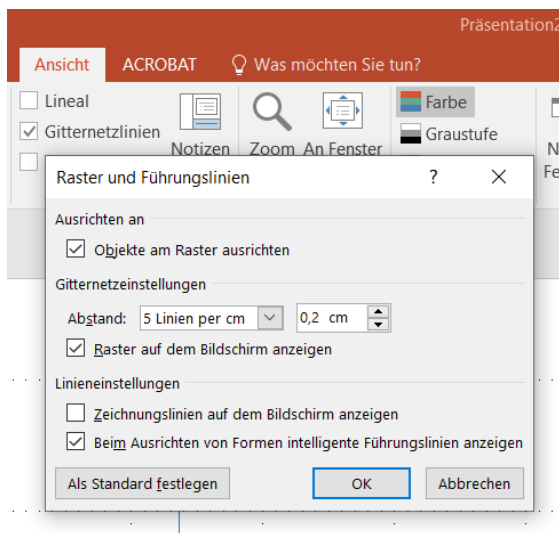 Präsentation2
Ansicht ACROBAT Was möchten Sie tun?
Lineal
Gitternetzlinien
Notizen
Zoom An Fenster
Farbe
Graustufe
N
Fe
Raster und Führungslinien ? ×
Ausrichten an
Objekte am Raster ausrichten
Gitternetzeinstellungen
Abstand: 5 Linien per cm 0,2 cm
Raster auf dem Bildschirm anzeigen
Linieneinstellungen
Zeichnungslinien auf dem Bildschirm anzeigen
Beim Ausrichten von Formen intelligente Führungslinien anzeigen
Als Standard festlegen OK Abbrechen